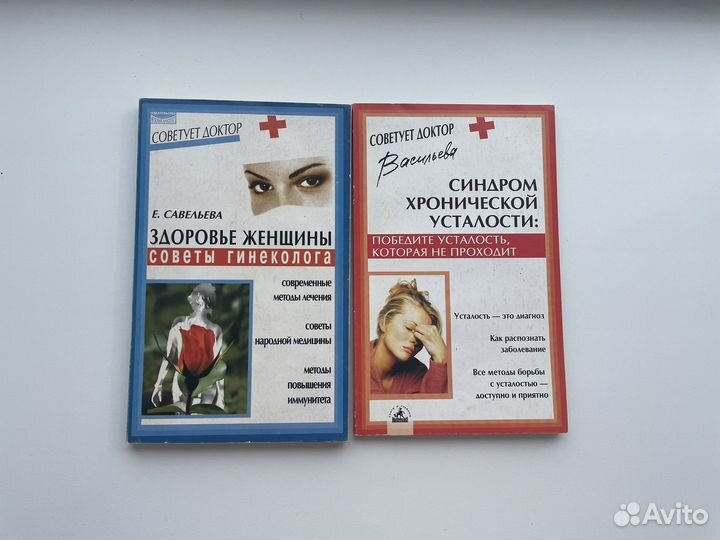 СОВЕТУЕТ ДОКТОР
Е. САВЕЛЬЕВА
ЗДОРОВЬЕ ЖЕНЩИНЫ
советы гинеколога
современные
методы лечения
советы
народной медицины
методы
повышения
иммунитета
СОВЕТУЕТ ДОКТОР
Васильева
СИНДРОМ
ХРОНИЧЕСКОЙ
УСТАЛОСТИ:
ПОБЕДИТЕ УСТАЛОСТЬ,
КОТОРАЯ НЕ ПРОХОДИТ
Усталость — это диагноз
Как распознать
заболевание
Все методы борьбы
с усталостью —
доступно и приятно
Avito